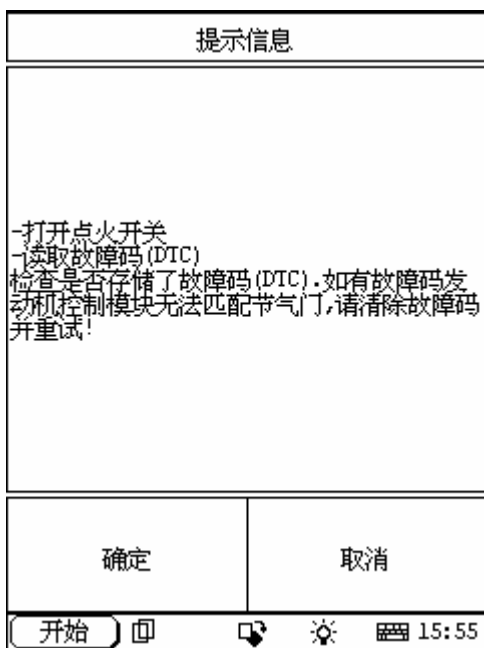 提示信息
-打开点火开关
-读取故障码(DTC)
检查是否存储了故障码(DTC).如有故障码发
动机控制模块无法匹配节气门,请清除故障码
并重试!
确定
取消
开始
15:55